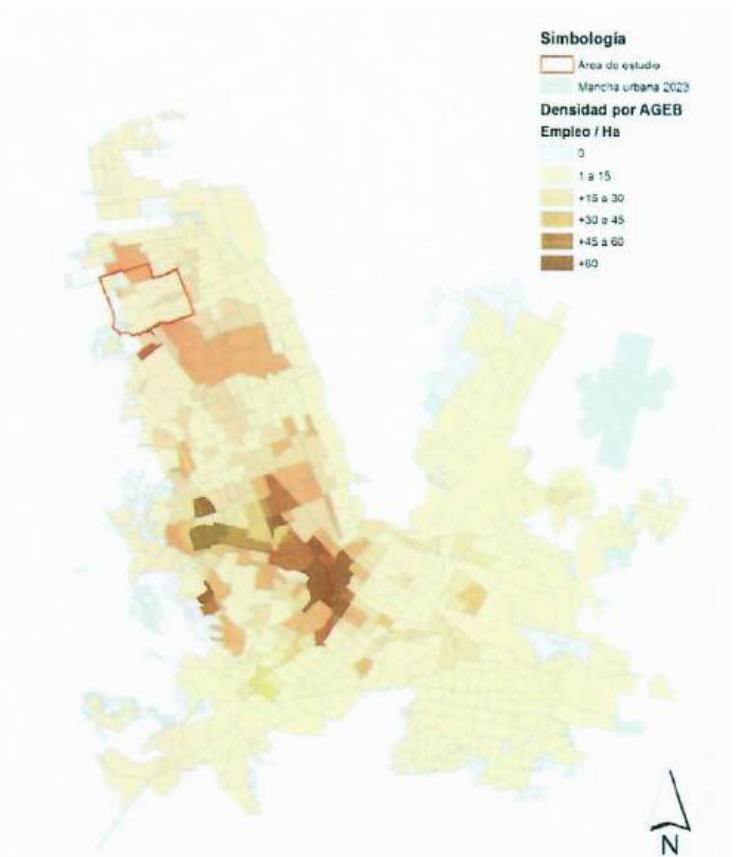 Simbología
Área de estudio
Mancha urbana 2023
Densidad por AGEB
Empleo / Ha
0
1 a 15
+15 a 30
+30 a 45
+45 a 60
+60
N